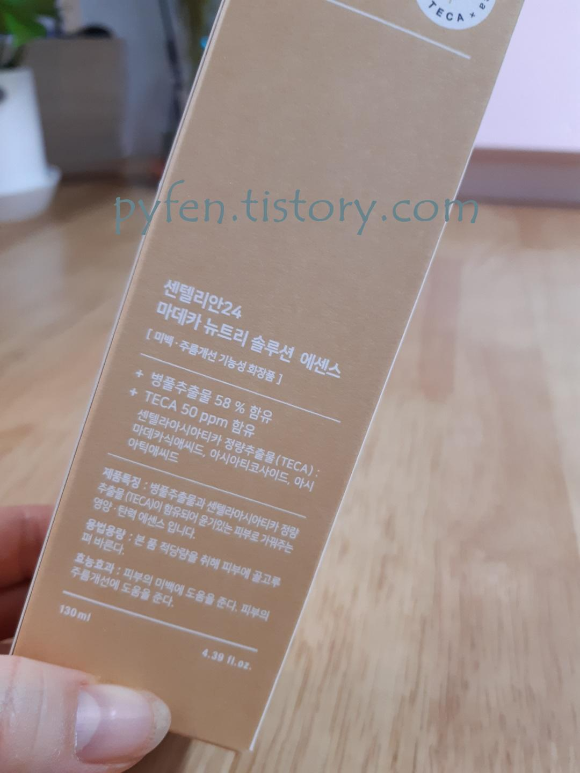 TECA ×
pyfen.tistory.com
센텔리안24
마데카 뉴트리 솔루션 에센스
[ 미백 · 주름개선 기능성 화장품 ]
+ 병풀추출물 58 % 함유
+ TECA 50 ppm 함유
센텔라아시아티카 정량추출물(TECA) :
마데카식애씨드, 아시아티코사이드, 아시
아틱애씨드
제품특징 : 병풀추출물과 센텔라아시아티카 정량
추출물(TECA)이 함유되어 윤기있는 피부로 가꿔주는
영양 · 탄력 에센스 입니다.
용법용량 : 본 품 적당량을 취해 피부에 골고루
펴 바른다.
효능효과 : 피부의 미백에 도움을 준다. 피부의
주름개선에 도움을 준다.
130 ml
4.39 fl.oz.